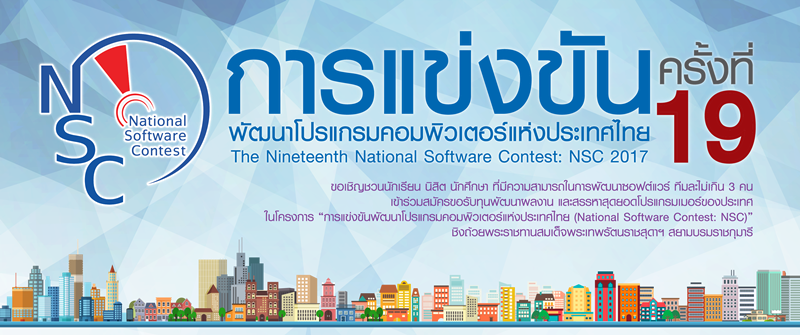 NSC
National
Software
Contest
การแข่งขัน
ครั้งที่
19
พัฒนาโปรแกรมคอมพิวเตอร์แห่งประเทศไทย
The Nineteenth National Software Contest: NSC 2017
ขอเชิญชวนนักเรียน นิสิต นักศึกษา ที่มีความสามารถในการพัฒนาซอฟต์แวร์ ทีมละไม่เกิน 3 คน
เข้าร่วมสมัครขอรับทุนพัฒนาผลงาน และสรรหาสุดยอดโปรแกรมเมอร์ของประเทศ
ในโครงการ “การแข่งขันพัฒนาโปรแกรมคอมพิวเตอร์แห่งประเทศไทย (National Software Contest: NSC)”
ชิงถ้วยพระราชทานสมเด็จพระเทพรัตนราชสุดาฯ สยามบรมราชกุมารี